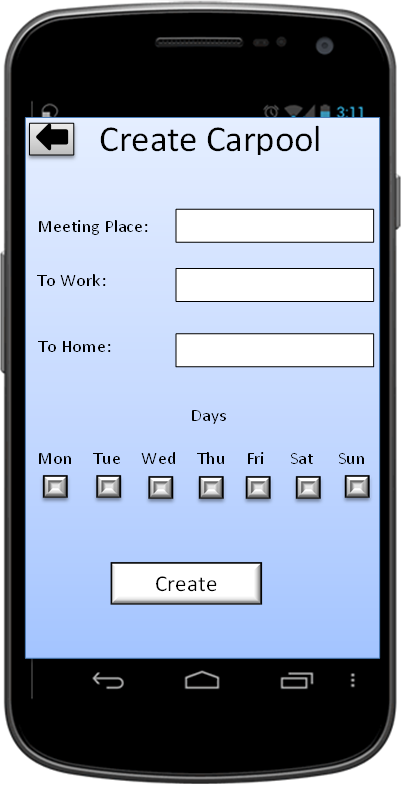 3:11
Create Carpool
Meeting Place:
To Work:
To Home:
Days
Mon Tue Wed Thu Fri Sat Sun
Create